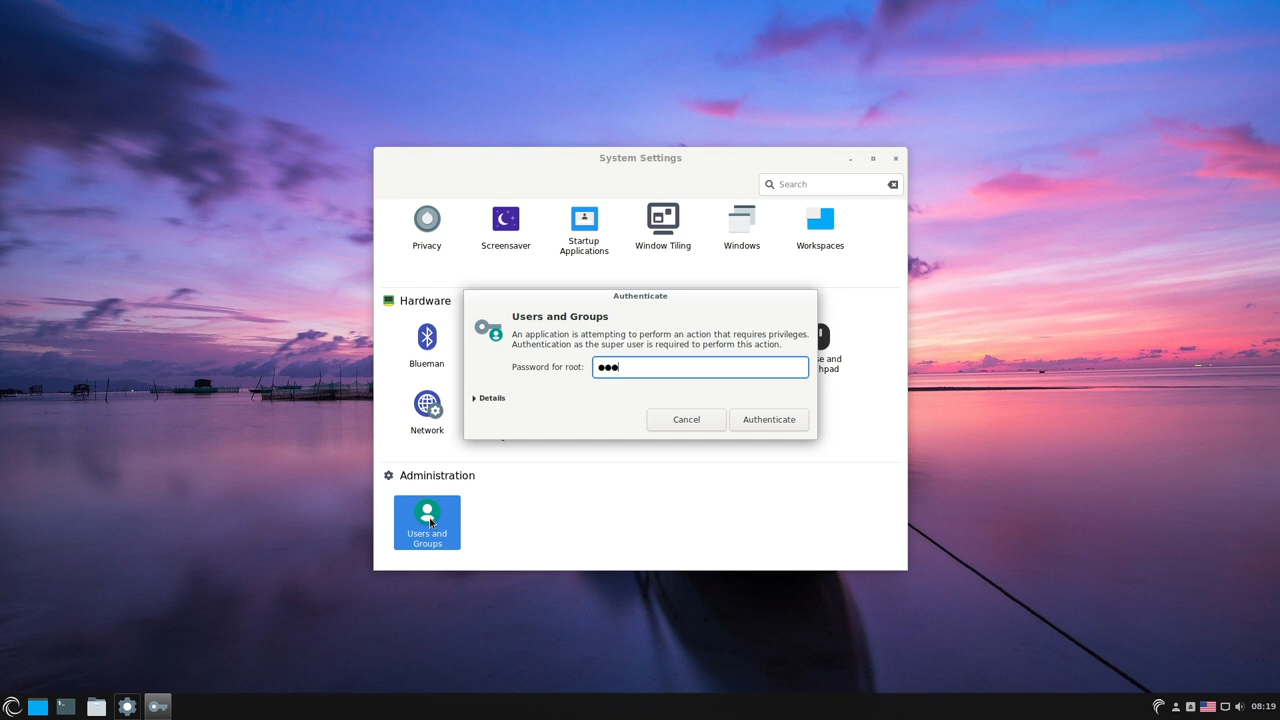 System Settings
Search
Privacy
Screensaver
Startup
Applications
Window Tiling
Windows
Workspaces
Hardware
Authenticate
Users and Groups
An application is attempting to perform an action that requires privileges.
Authentication as the super user is required to perform this action.
Password for root:
Details
Cancel
Authenticate
Blueman
Network
Administration
Users and
Groups
08:19